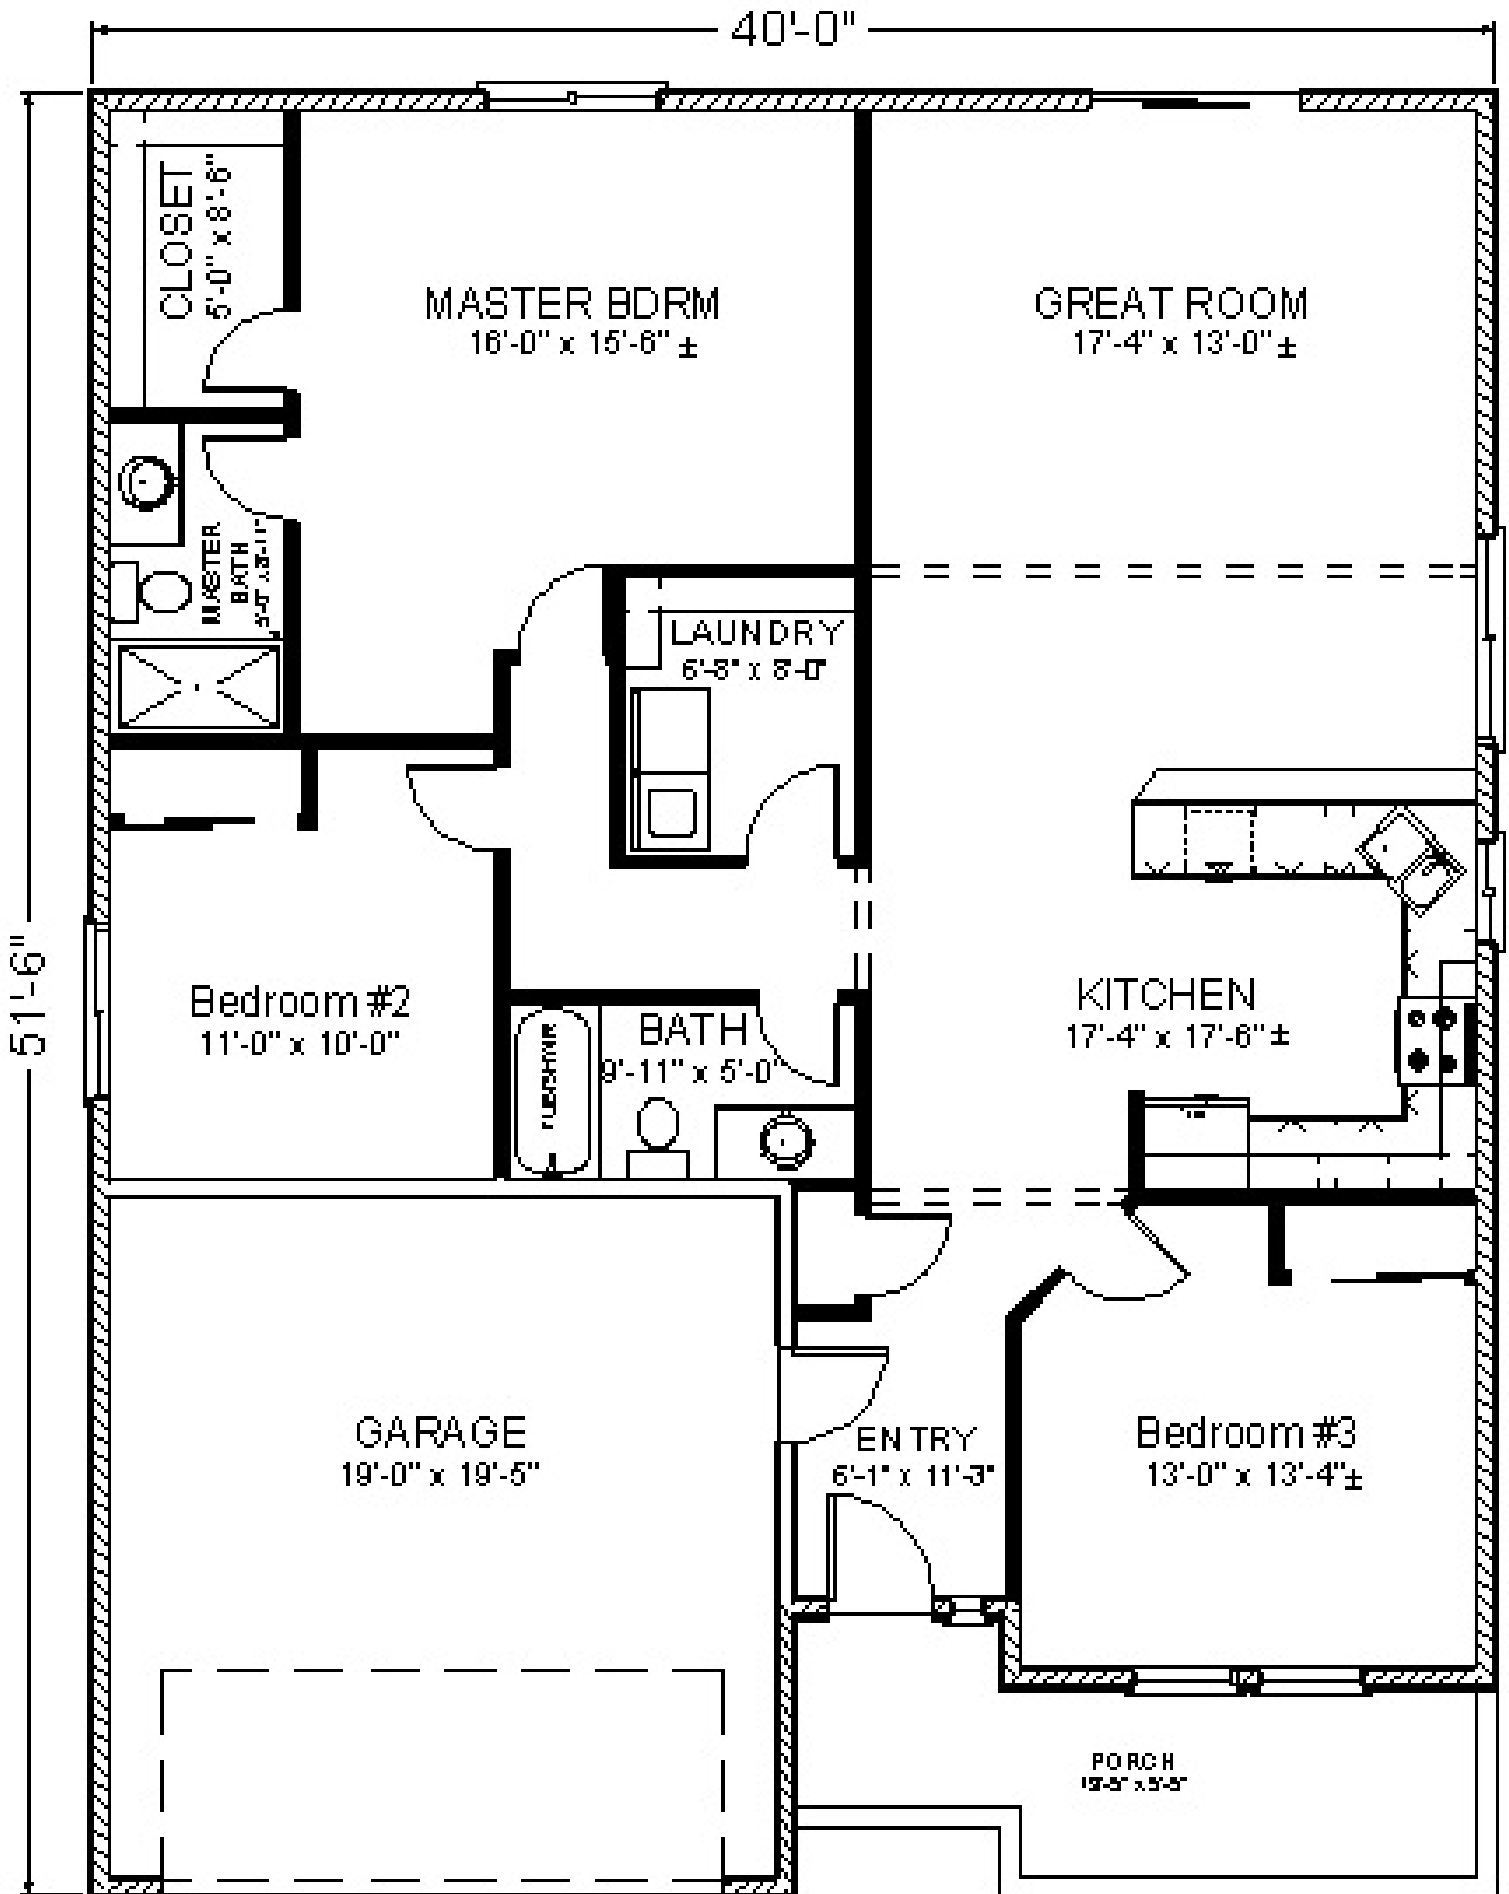 40'-0"
CLOSET
5'-0" x 8'-6"
MASTER BDRM
16'-0" x 15'-6" ±
GREAT ROOM
17'-4" x 13'-0" ±
MASTER
BATH
LAUNDRY
6'-8" x 8'-0"
51'-6"
Bedroom #2
11'-0" x 10'-0"
BATH
9'-11" x 5'-0"
KITCHEN
17'-4" x 17'-6" ±
GARAGE
19'-0" x 19'-5"
ENTRY
6'-1" x 11'-3"
Bedroom #3
13'-0" x 13'-4" ±
PORCH